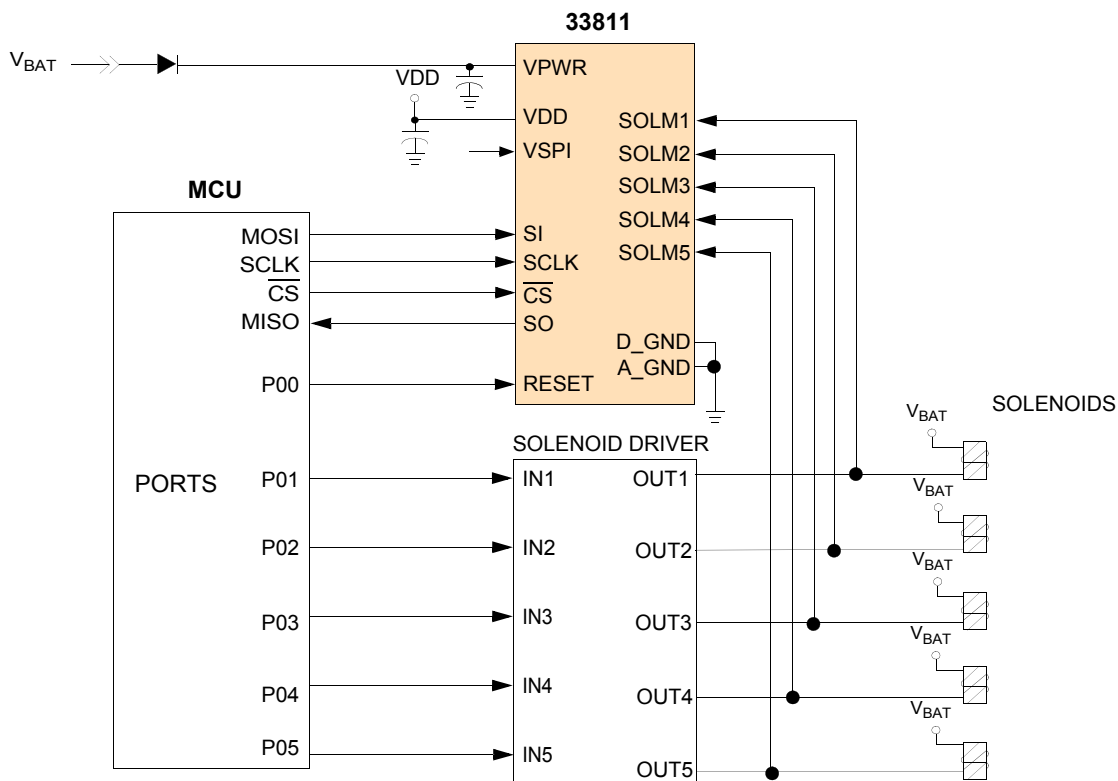 33811
VBAT
VPWR
VDD
VDD
VSPI
SOLM1
SOLM2
SOLM3
SOLM4
SOLM5
MCU
MOSI
SCLK
CS
MISO
SI
SCLK
CS
SO
D_GND
A_GND
P00
RESET
SOLENOIDS
VBAT
SOLENOID DRIVER
PORTS
P01
IN1
OUT1
VBAT
P02
IN2
OUT2
VBAT
P03
IN3
OUT3
VBAT
P04
IN4
OUT4
VBAT
P05
IN5
OUT5